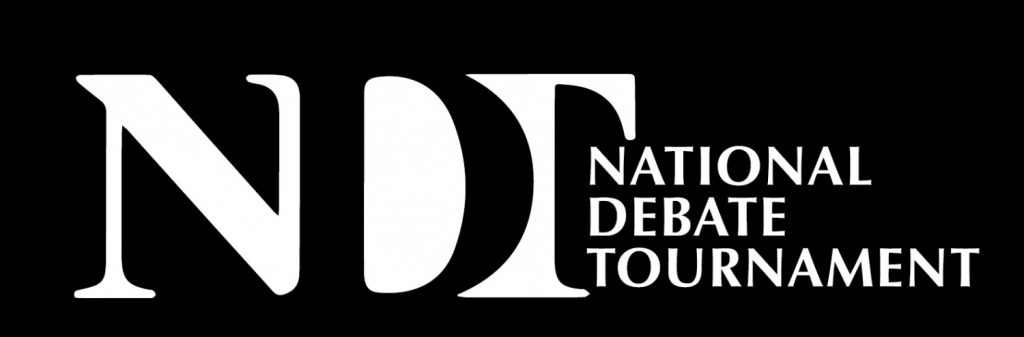 NDT
NATIONAL
DEBATE
TOURNAMENT